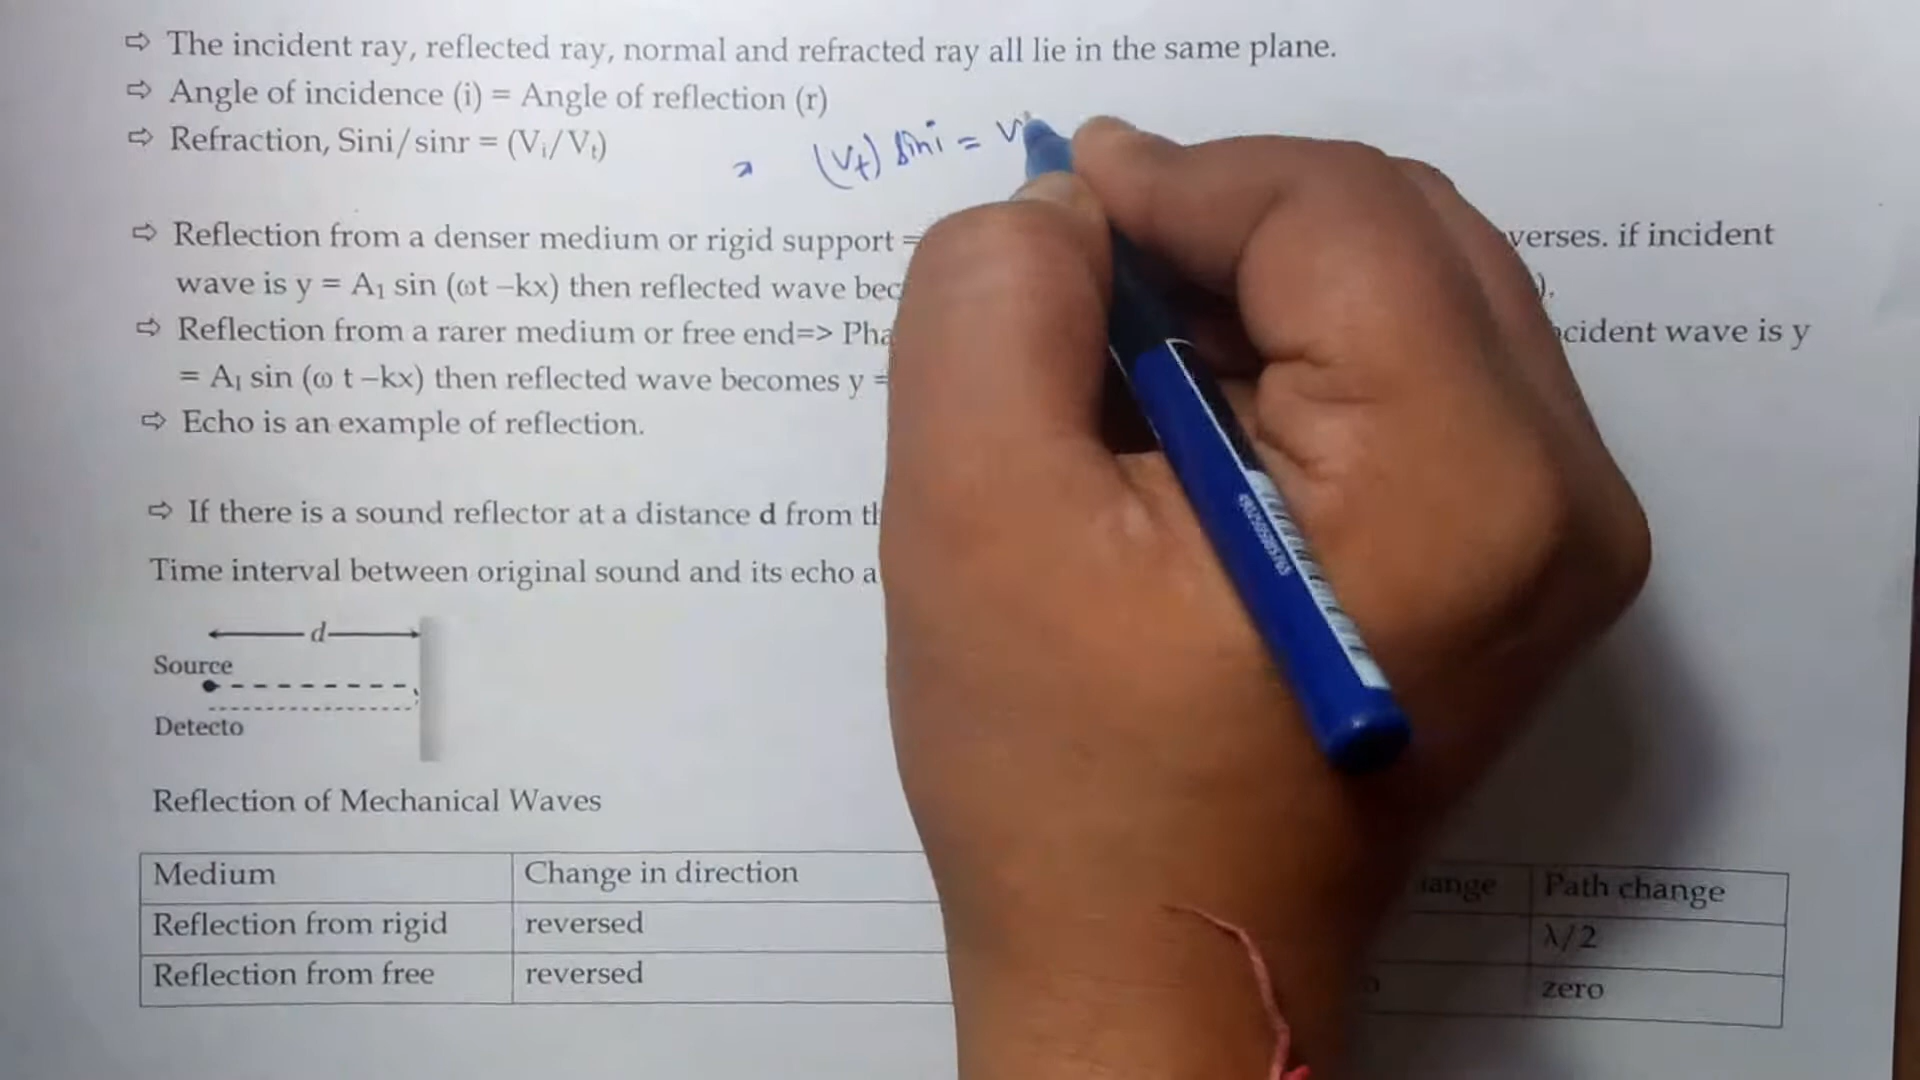 ⇨ The incident ray, reflected ray, normal and refracted ray all lie in the same plane.
⇨ Angle of incidence (i) = Angle of reflection (r)
⇨ Refraction, Sini/sinr = (Vi/Vt)
(Vt) sini = V
⇨ Reflection from a denser medium or rigid support = verses. if incident
wave is y = A1 sin (ωt –kx) then reflected wave bec ).
⇨ Reflection from a rarer medium or free end=> Pha cident wave is y
= A1 sin (ω t –kx) then reflected wave becomes y =
⇨ Echo is an example of reflection.
⇨ If there is a sound reflector at a distance d from th
Time interval between original sound and its echo a
d
Source
Detecto
Reflection of Mechanical Waves
Medium Change in direction ange Path change
Reflection from rigid reversed λ/2
Reflection from free reversed zero